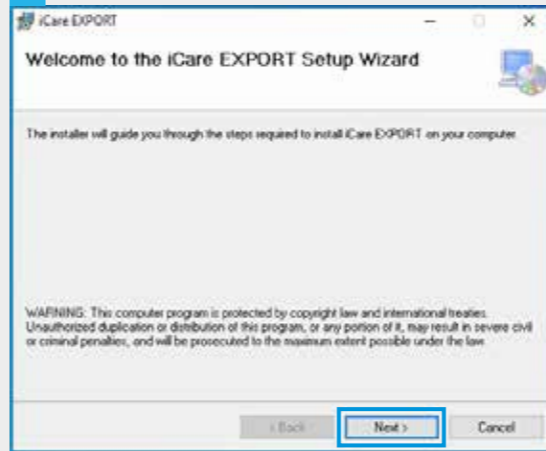 iCare EXPORT
Welcome to the iCare EXPORT Setup Wizard
The installer will guide you through the steps required to install iCare EXPORT on your computer.
WARNING: This computer program is protected by copyright law and international treaties.
Unauthorized duplication or distribution of this program, or any portion of it, may result in severe civil
or criminal penalties, and will be prosecuted to the maximum extent possible under the law.
< Back
Next >
Cancel